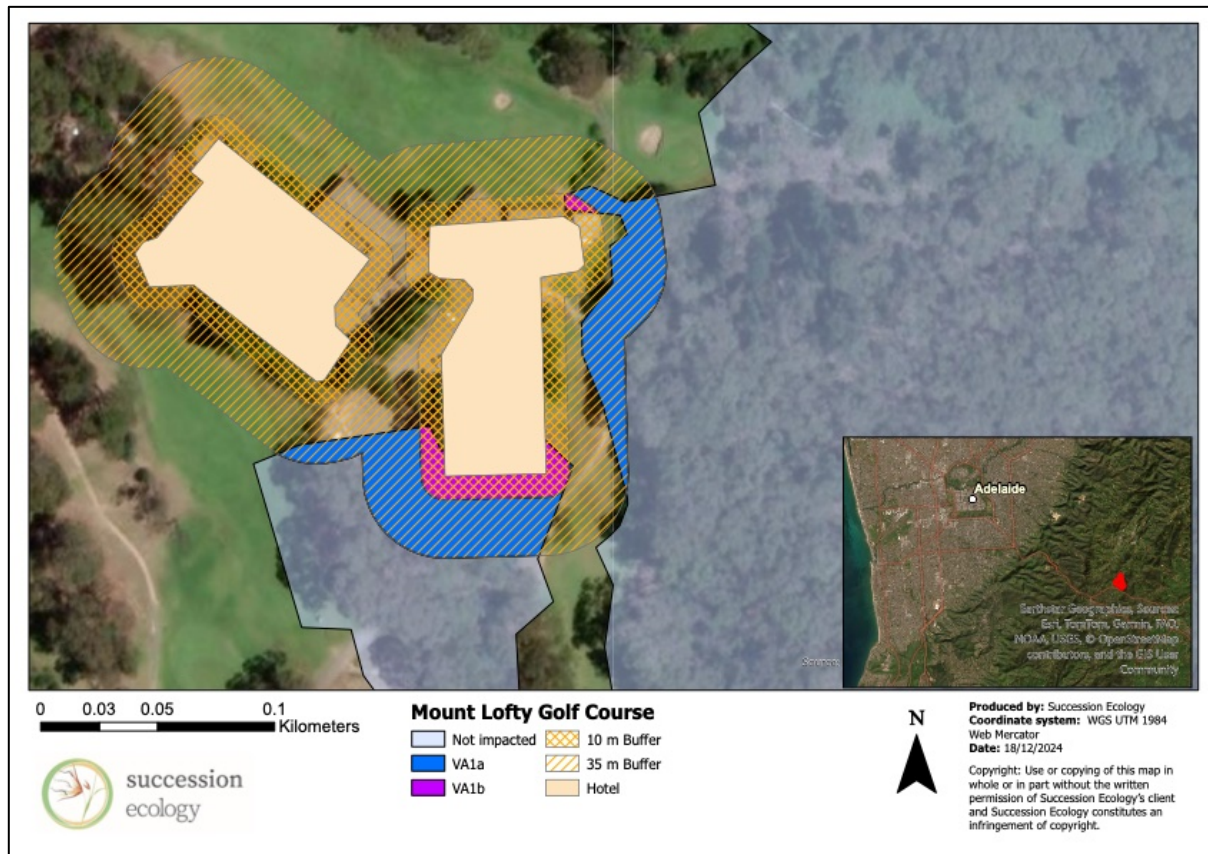 Adelaide
Earthstar Geographics, Sources:
Esri, TomTom, Garmin, FAO,
NOAA, USGS, © OpenStreetMap
contributors, and the GIS User
Community
Source:
0 0.03 0.05 0.1
Kilometers
succession
ecology
Mount Lofty Golf Course
Not impacted
10 m Buffer
VA1a
35 m Buffer
VA1b
Hotel
N
Produced by: Succession Ecology
Coordinate system: WGS UTM 1984
Web Mercator
Date: 18/12/2024
Copyright: Use or copying of this map in
whole or in part without the written
permission of Succession Ecology's client
and Succession Ecology constitutes an
infringement of copyright.